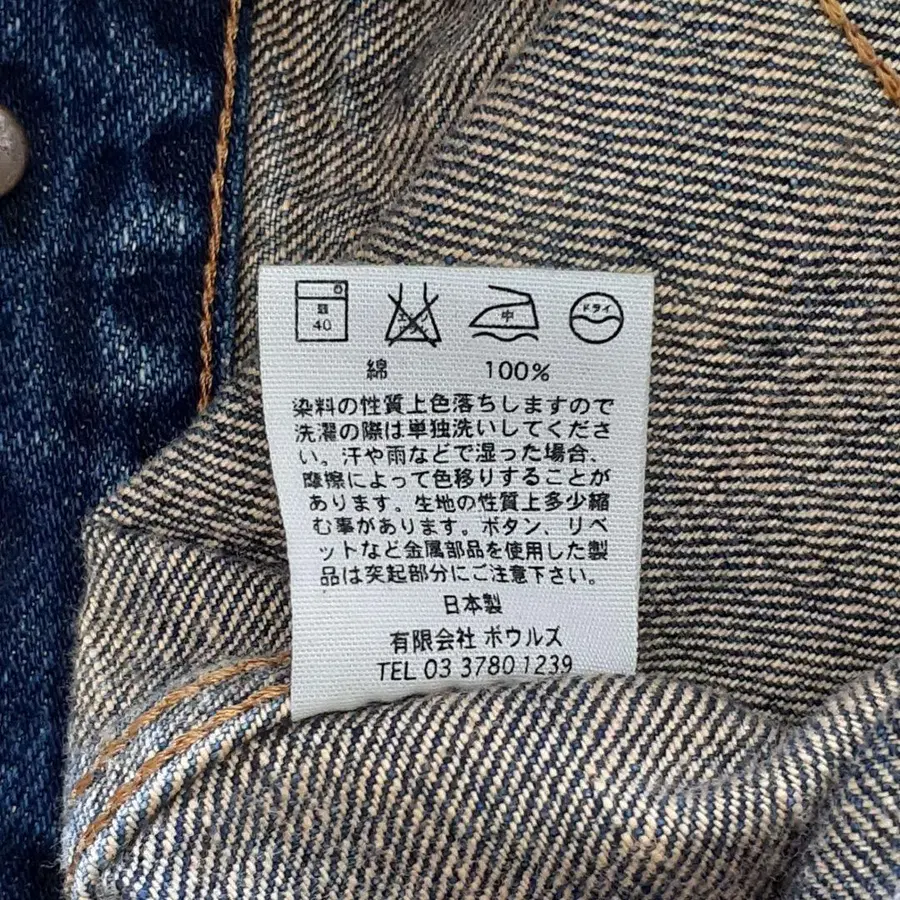 40
中
ドライ
綿 100%
染料の性質上色落ちしますので
洗濯の際は単独洗いしてくださ
い。汗や雨などで湿った場合、
摩擦によって色移りすることが
あります。生地の性質上多少縮
む事があります。ボタン、リベ
ットなど金属部品を使用した製
品は突起部分にご注意下さい。
日本製
有限会社 ボウルズ
TEL 03 3780 1239